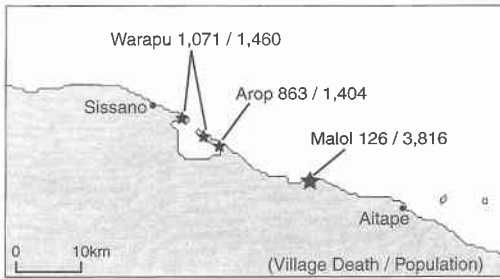 Warapu 1,071 / 1,460
Sissano
Arop 863 / 1,404
Malol 126 / 3,816
Aitape
0 10km
(Village Death / Population)